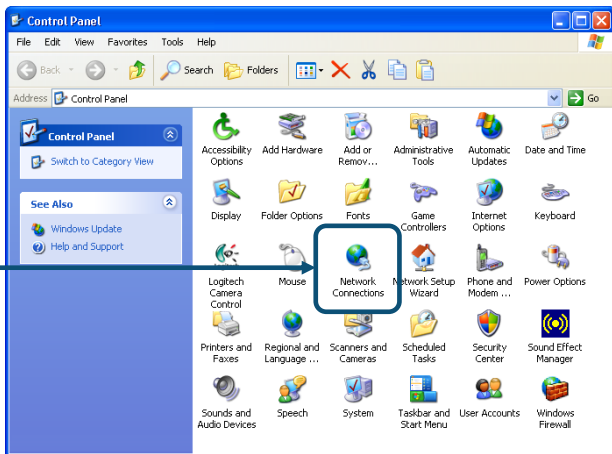 Control Panel
File Edit View Favorites Tools Help
Back Search Folders
Address Control Panel Go
Control Panel
Switch to Category View
See Also
Windows Update
Help and Support
Accessibility Options
Add Hardware
Add or Remov...
Administrative Tools
Automatic Updates
Date and Time
Display
Folder Options
Fonts
Game Controllers
Internet Options
Keyboard
Logitech Camera Control
Mouse
Network Connections
Network Setup Wizard
Phone and Modem ...
Power Options
Printers and Faxes
Regional and Language ...
Scanners and Cameras
Scheduled Tasks
Security Center
Sound Effect Manager
Sounds and Audio Devices
Speech
System
Taskbar and Start Menu
User Accounts
Windows Firewall